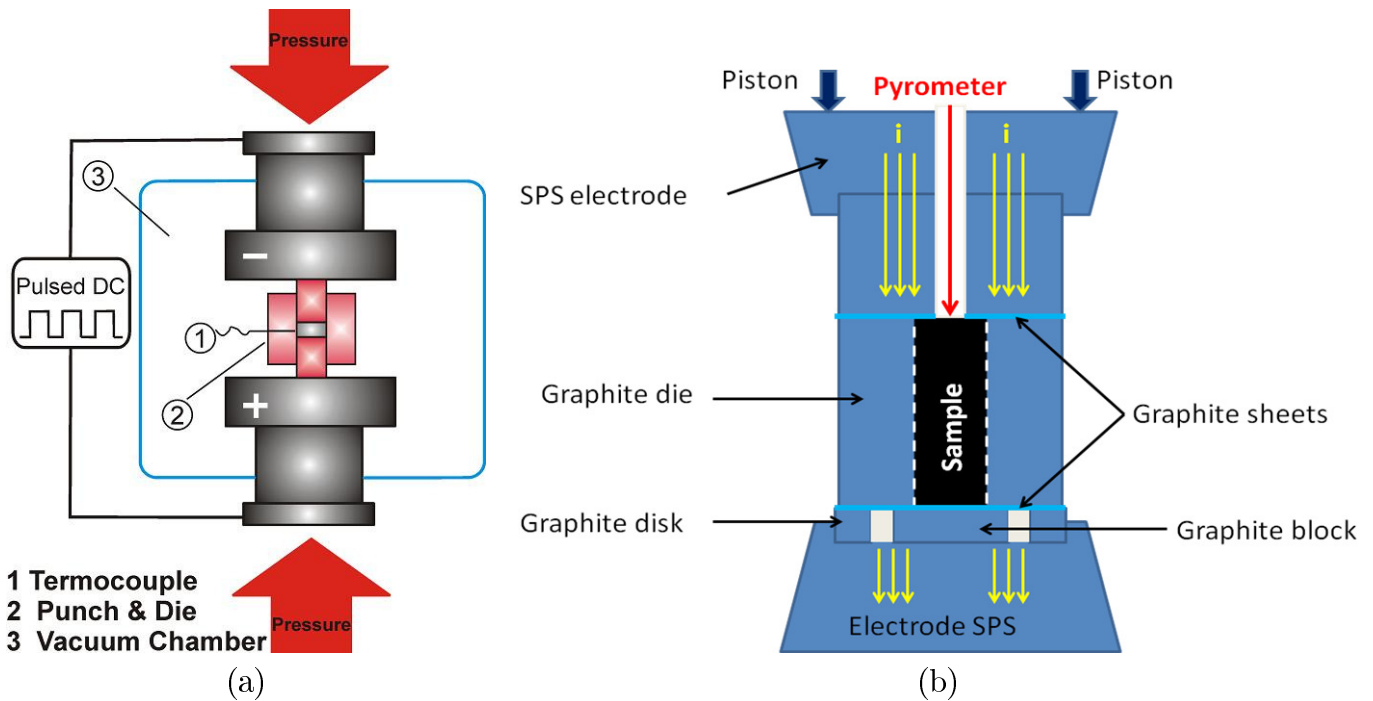 Pressure
3
Pulsed DC
−
1
2
+
1 Termocouple
2 Punch & Die
3 Vacuum Chamber
Pressure
(a)
Piston
Pyrometer
Piston
i
i
SPS electrode
Graphite die
Sample
Graphite sheets
Graphite disk
Graphite block
Electrode SPS
(b)